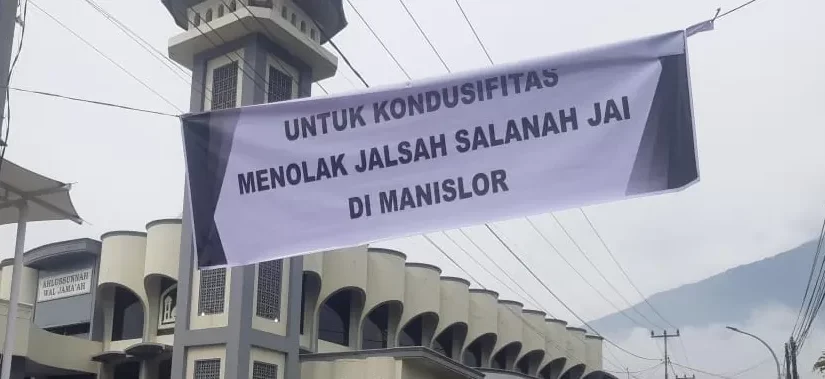 UNTUK KONDUSIFITAS
MENOLAK JALSAH SALANAH JAI
DI MANISLOR
AHLUSSUNNAH
WAL JAMA'AH